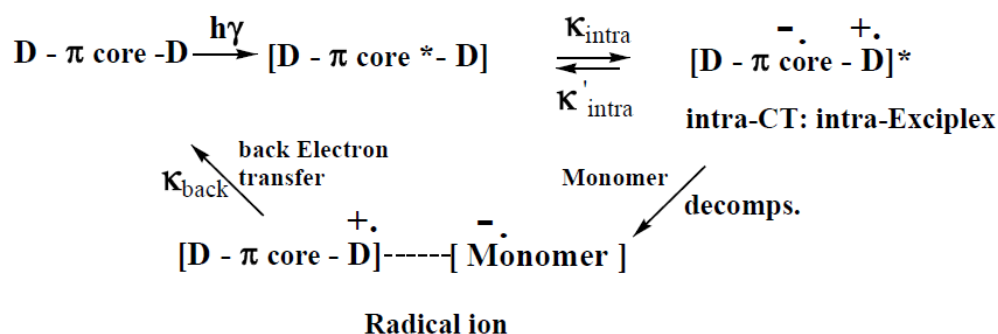 D - π core -D hγ [D - π core *- D] κintra κ'intra [D - π core - D]* -. +.
intra-CT: intra-Exciplex
back Electron
transfer
κback
Monomer
decomps.
+. -.
[D - π core - D]------[ Monomer ]
Radical ion